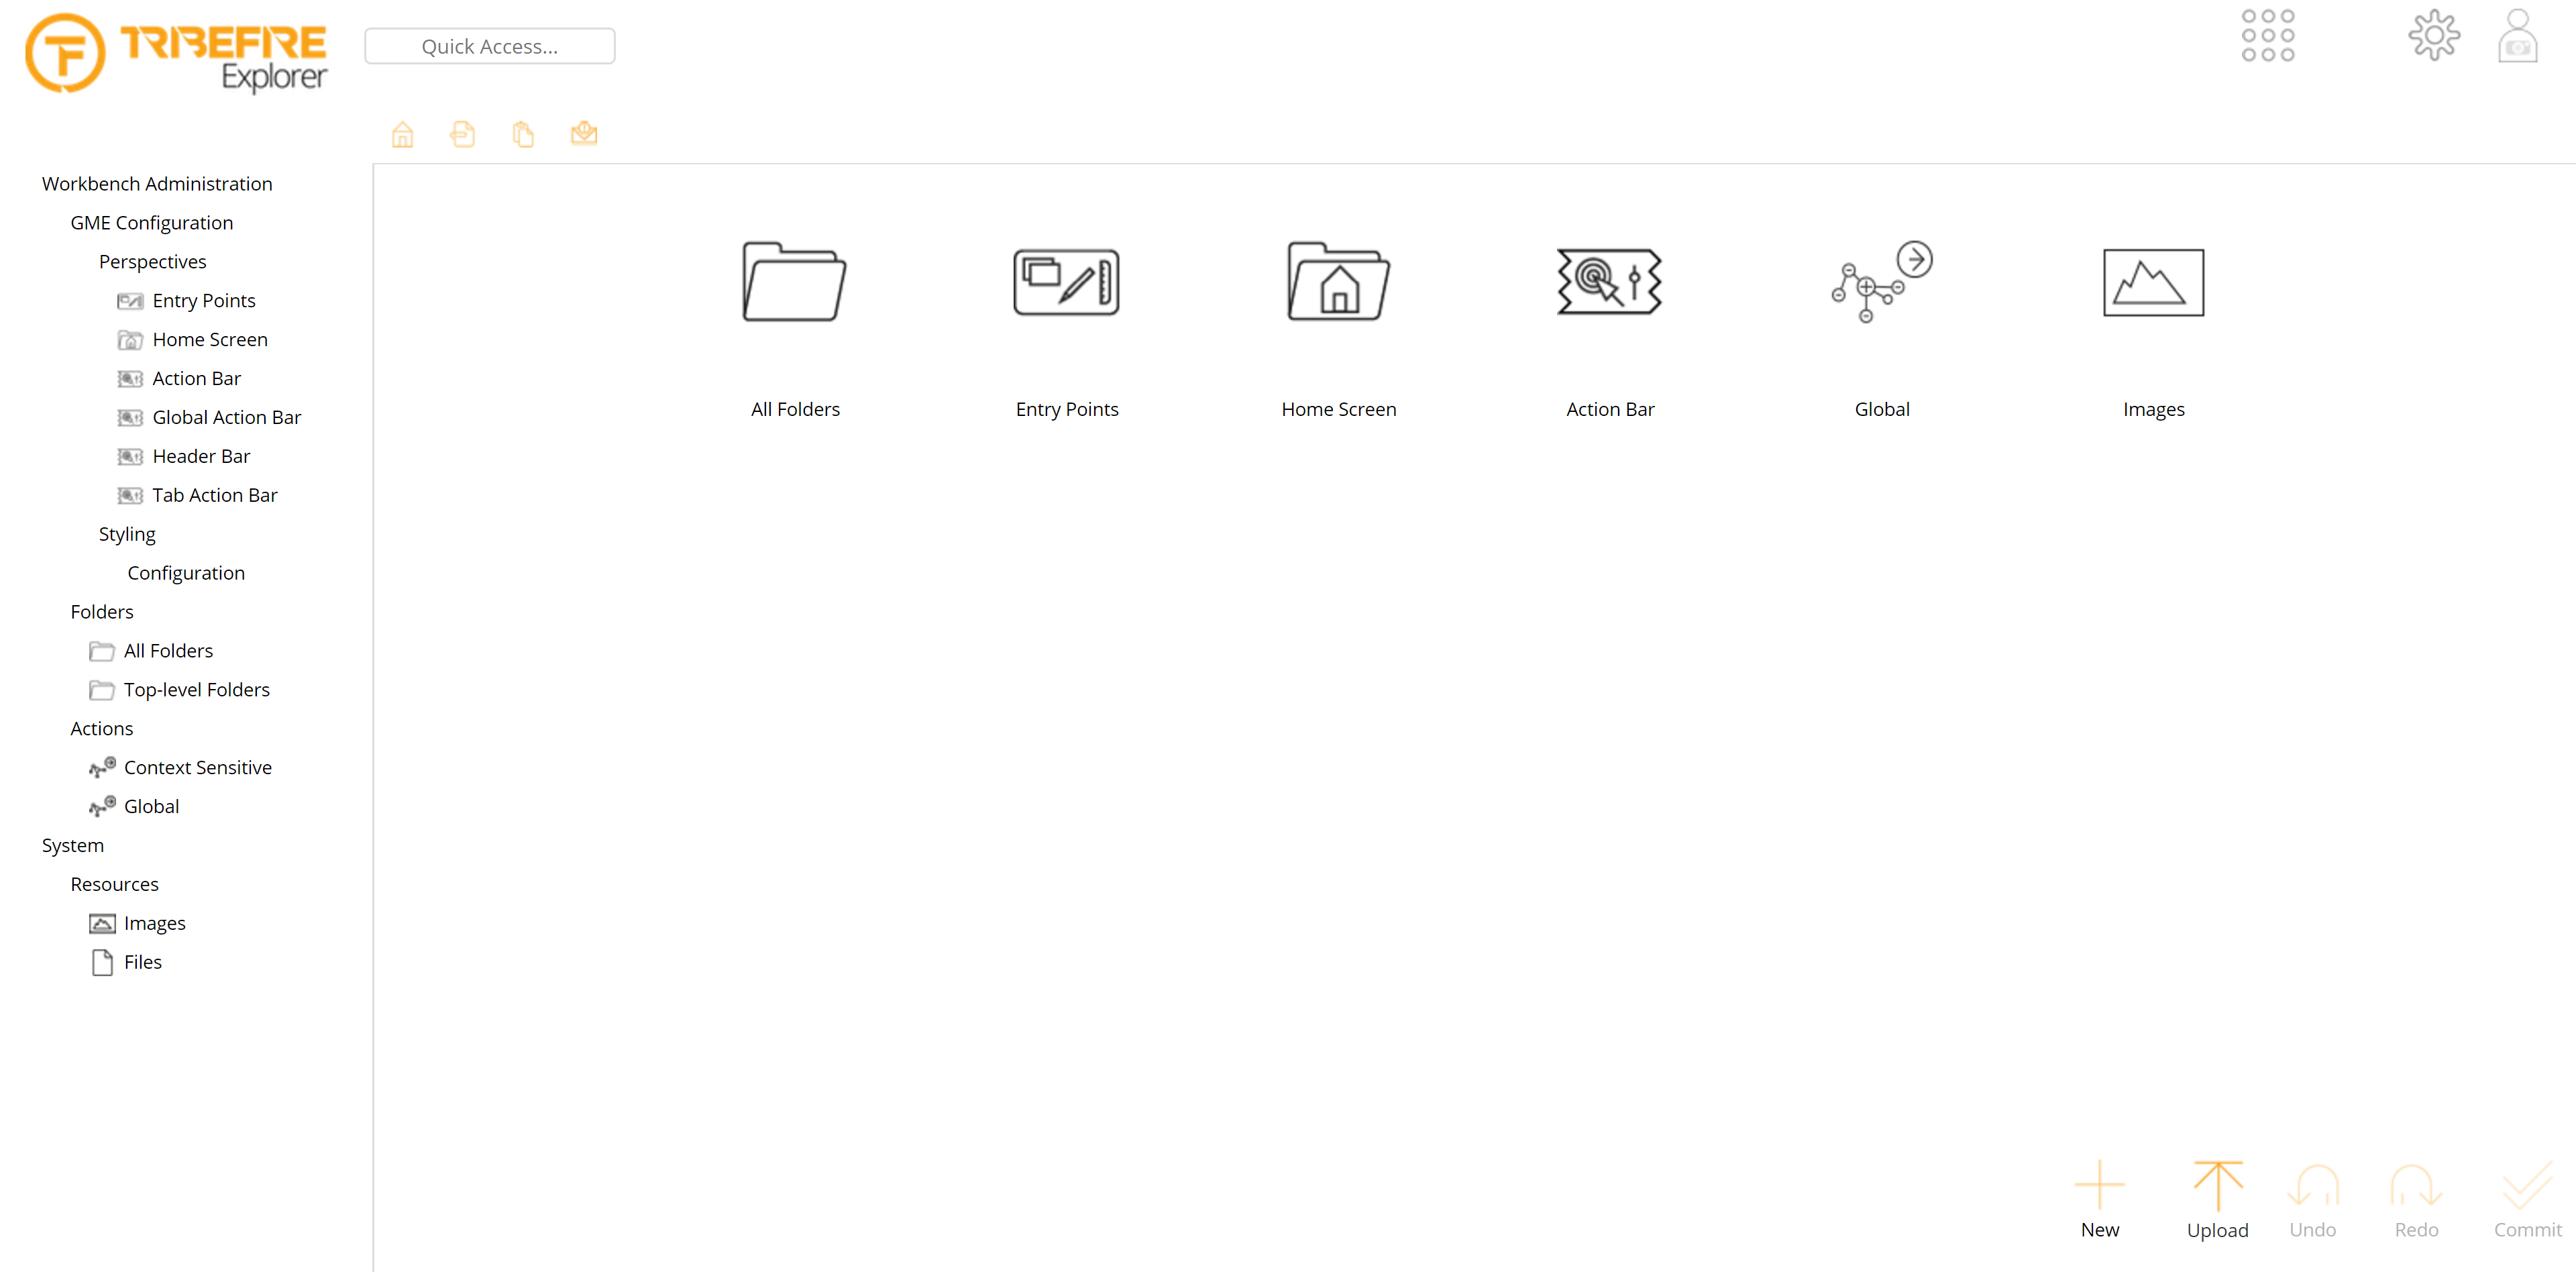 TRIBEFIRE
Explorer
Quick Access...
Workbench Administration
GME Configuration
Perspectives
Entry Points
Home Screen
Action Bar
Global Action Bar
Header Bar
Tab Action Bar
Styling
Configuration
Folders
All Folders
Top-level Folders
Actions
Context Sensitive
Global
System
Resources
Images
Files
All Folders
Entry Points
Home Screen
Action Bar
Global
Images
New
Upload
Undo
Redo
Commit